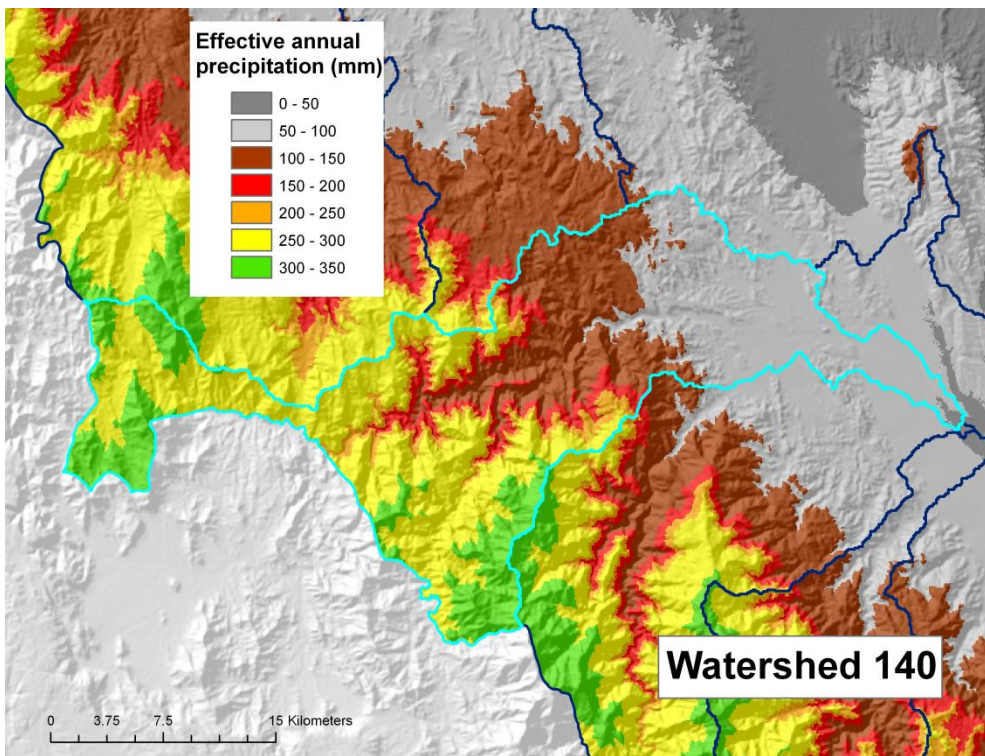 Effective annual
precipitation (mm)
0 - 50
50 - 100
100 - 150
150 - 200
200 - 250
250 - 300
300 - 350
Watershed 140
0 3.75 7.5 15 Kilometers